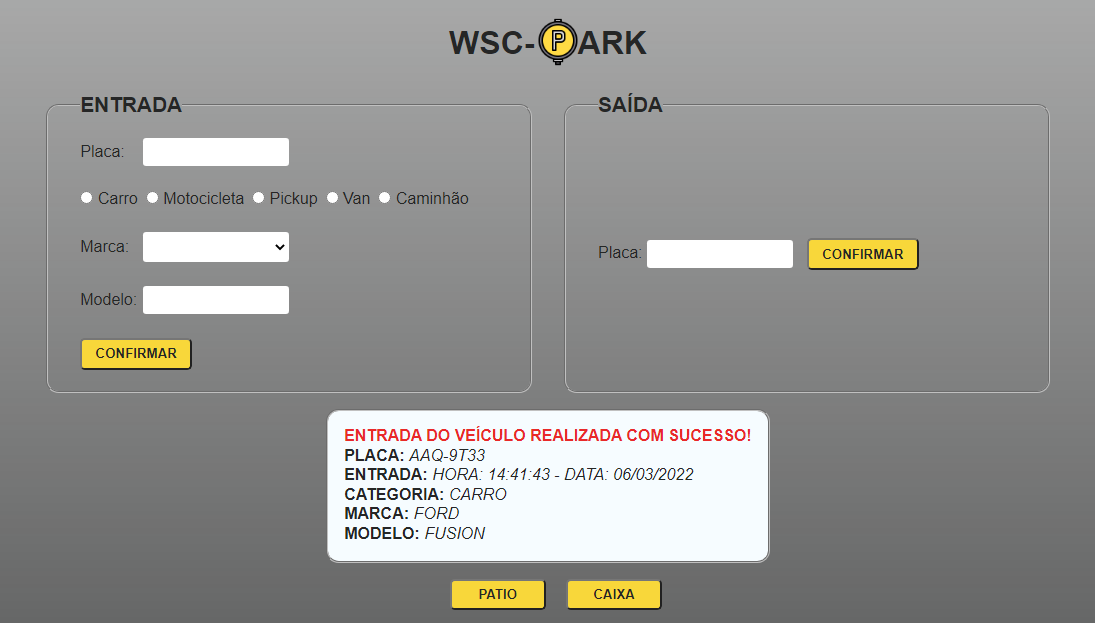 WSC-PARK
ENTRADA
Placa:
Carro Motocicleta Pickup Van Caminhão
Marca:
Modelo:
CONFIRMAR
SAÍDA
Placa: CONFIRMAR
ENTRADA DO VEÍCULO REALIZADA COM SUCESSO!
PLACA: AAQ-9T33
ENTRADA: HORA: 14:41:43 - DATA: 06/03/2022
CATEGORIA: CARRO
MARCA: FORD
MODELO: FUSION
PATIO CAIXA